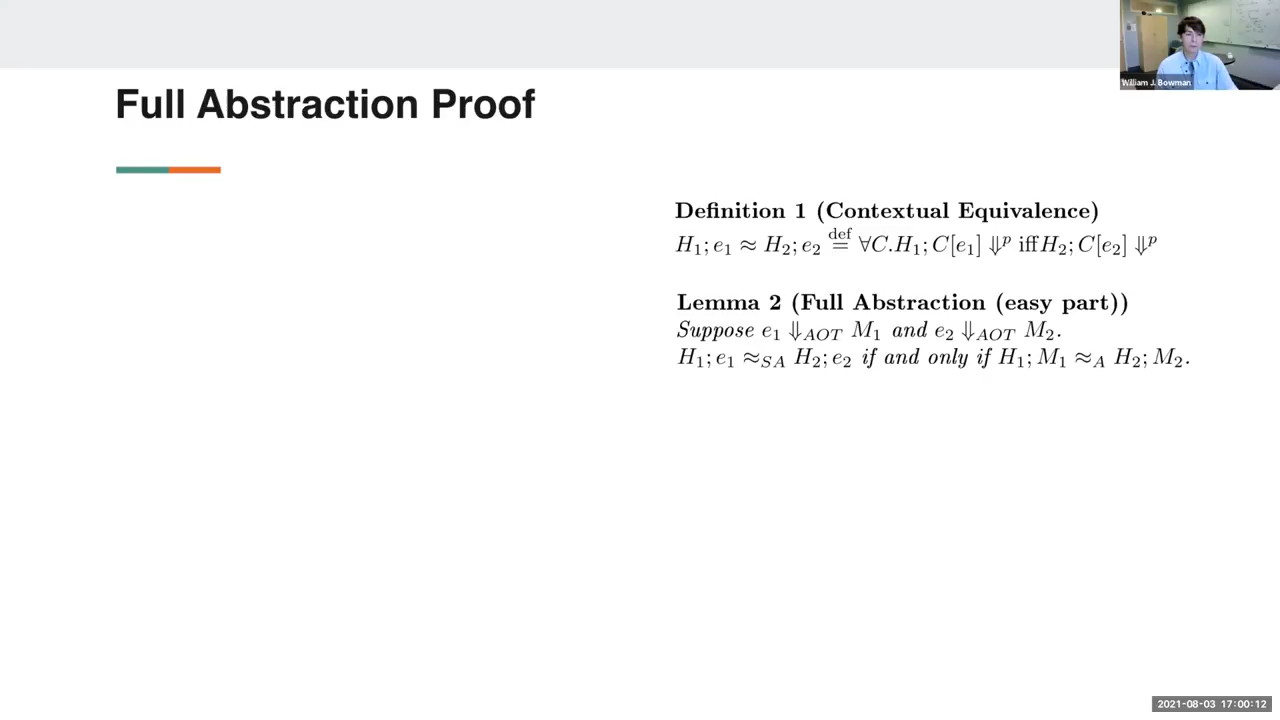 William J. Bowman
Full Abstraction Proof
Definition 1 (Contextual Equivalence)
H₁; e₁ ≈ H₂; e₂ ≝ ∀C.H₁; C[e₁] ⇓ᵖ iff H₂; C[e₂] ⇓ᵖ
Lemma 2 (Full Abstraction (easy part))
Suppose e₁ ⇓_AOT M₁ and e₂ ⇓_AOT M₂.
H₁; e₁ ≈_SA H₂; e₂ if and only if H₁; M₁ ≈_A H₂; M₂.
2021-08-03 17:00:12